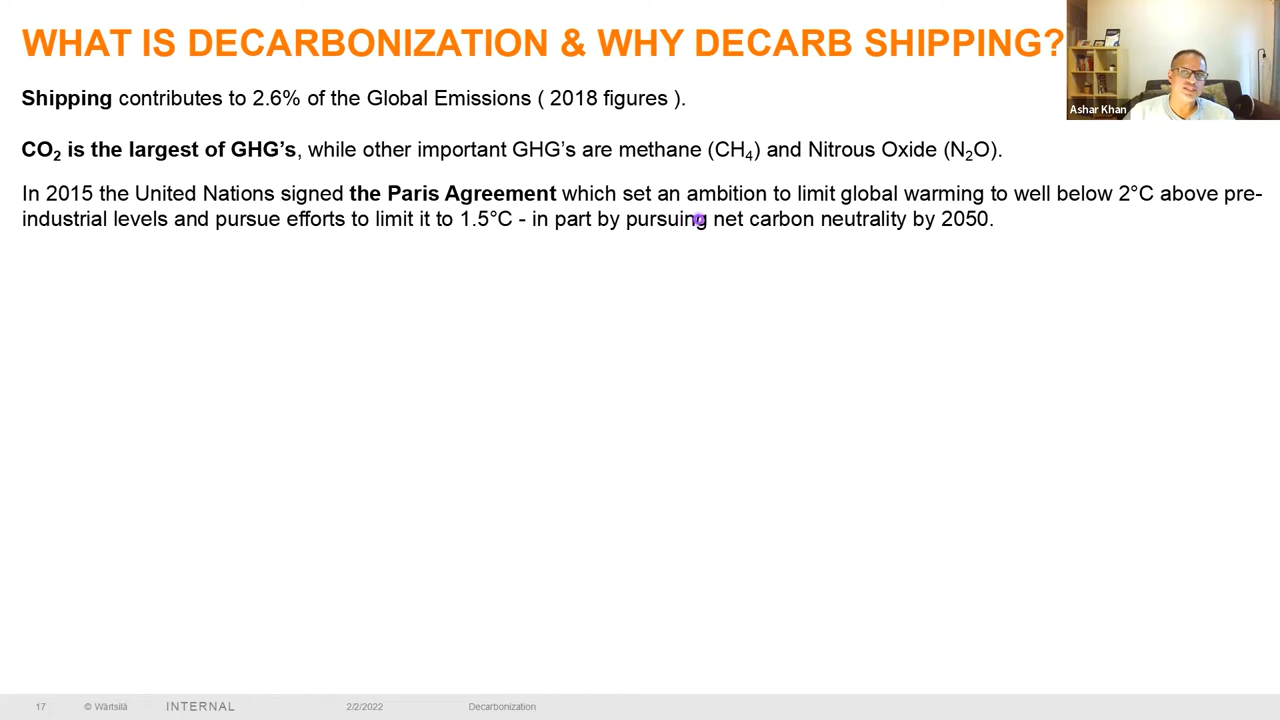 WHAT IS DECARBONIZATION & WHY DECARB SHIPPING?
Ashar Khan
Shipping contributes to 2.6% of the Global Emissions ( 2018 figures ).
CO₂ is the largest of GHG’s, while other important GHG’s are methane (CH₄) and Nitrous Oxide (N₂O).
In 2015 the United Nations signed the Paris Agreement which set an ambition to limit global warming to well below 2°C above pre-
industrial levels and pursue efforts to limit it to 1.5°C - in part by pursuing net carbon neutrality by 2050.
17 © Wärtsilä INTERNAL 2/2/2022 Decarbonization